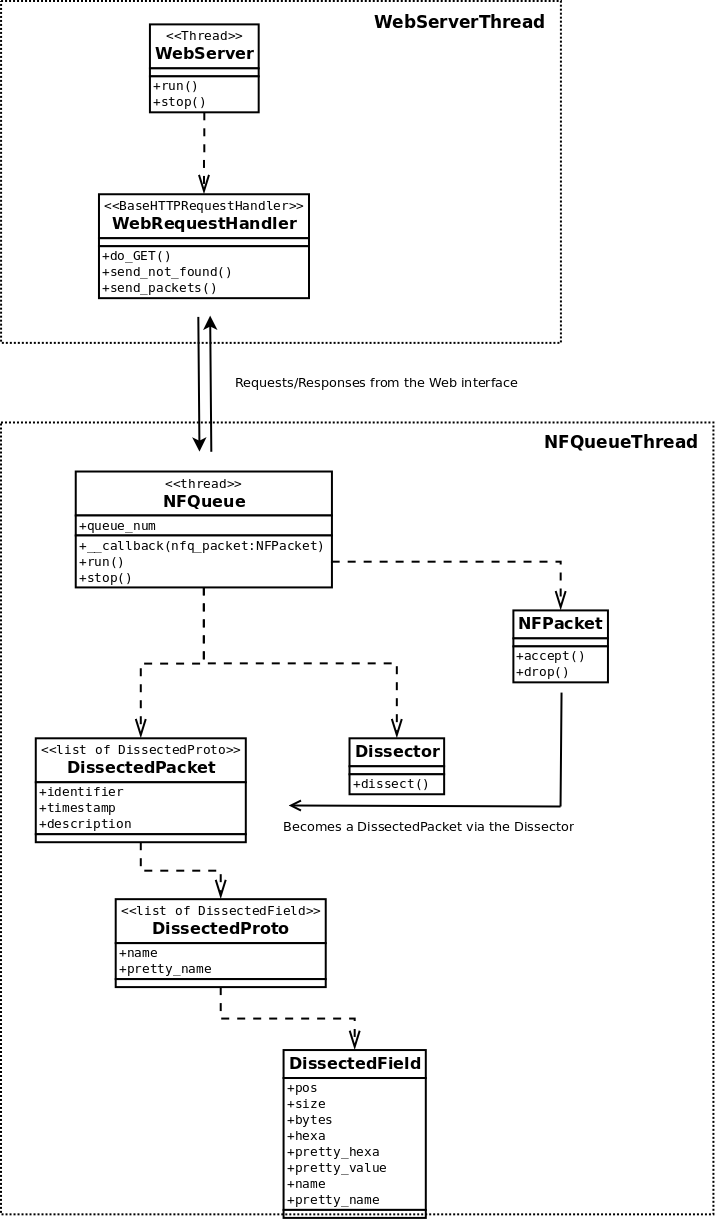 WebServerThread
<<Thread>>
WebServer
+run()
+stop()
<<BaseHTTPRequestHandler>>
WebRequestHandler
+do_GET()
+send_not_found()
+send_packets()
Requests/Responses from the Web interface
NFQueueThread
<<thread>>
NFQueue
+queue_num
+__callback(nfq_packet:NFPacket)
+run()
+stop()
NFPacket
+accept()
+drop()
<<list of DissectedProto>>
DissectedPacket
+identifier
+timestamp
+description
Dissector
+dissect()
Becomes a DissectedPacket via the Dissector
<<list of DissectedField>>
DissectedProto
+name
+pretty_name
DissectedField
+pos
+size
+bytes
+hexa
+pretty_hexa
+pretty_value
+name
+pretty_name